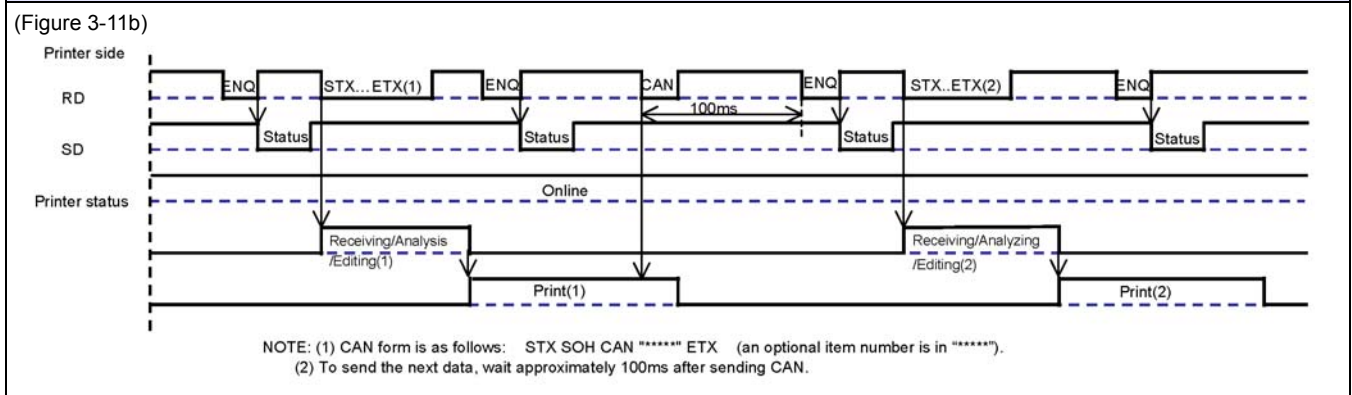 (Figure 3-11b)
Printer side
RD
ENQ STX...ETX(1) ENQ CAN ENQ STX..ETX(2) ENQ
100ms
SD
Status Status Status Status
Printer status
Online
Receiving/Analysis
/Editing(1)
Receiving/Analyzing
/Editing(2)
Print(1) Print(2)
NOTE: (1) CAN form is as follows: STX SOH CAN "*****" ETX (an optional item number is in "*****").
(2) To send the next data, wait approximately 100ms after sending CAN.